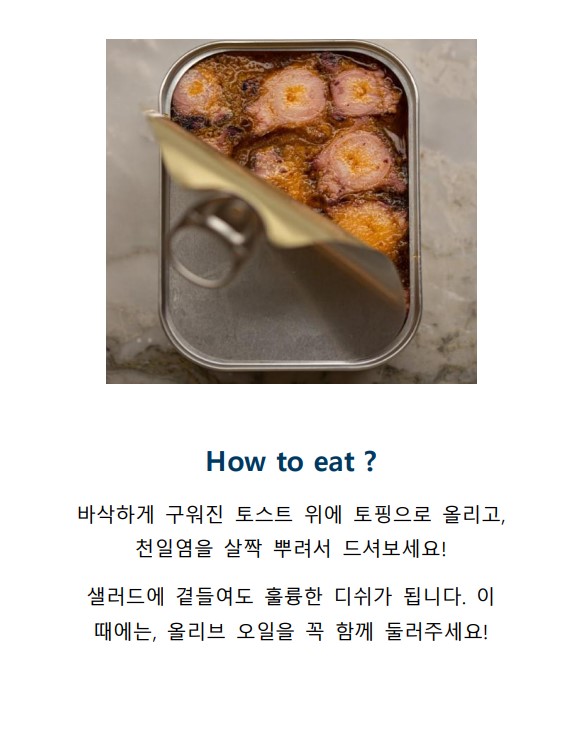 How to eat ?
바삭하게 구워진 토스트 위에 토핑으로 올리고,
천일염을 살짝 뿌려서 드셔보세요!
샐러드에 곁들여도 훌륭한 디쉬가 됩니다. 이
때에는, 올리브 오일을 꼭 함께 둘러주세요!